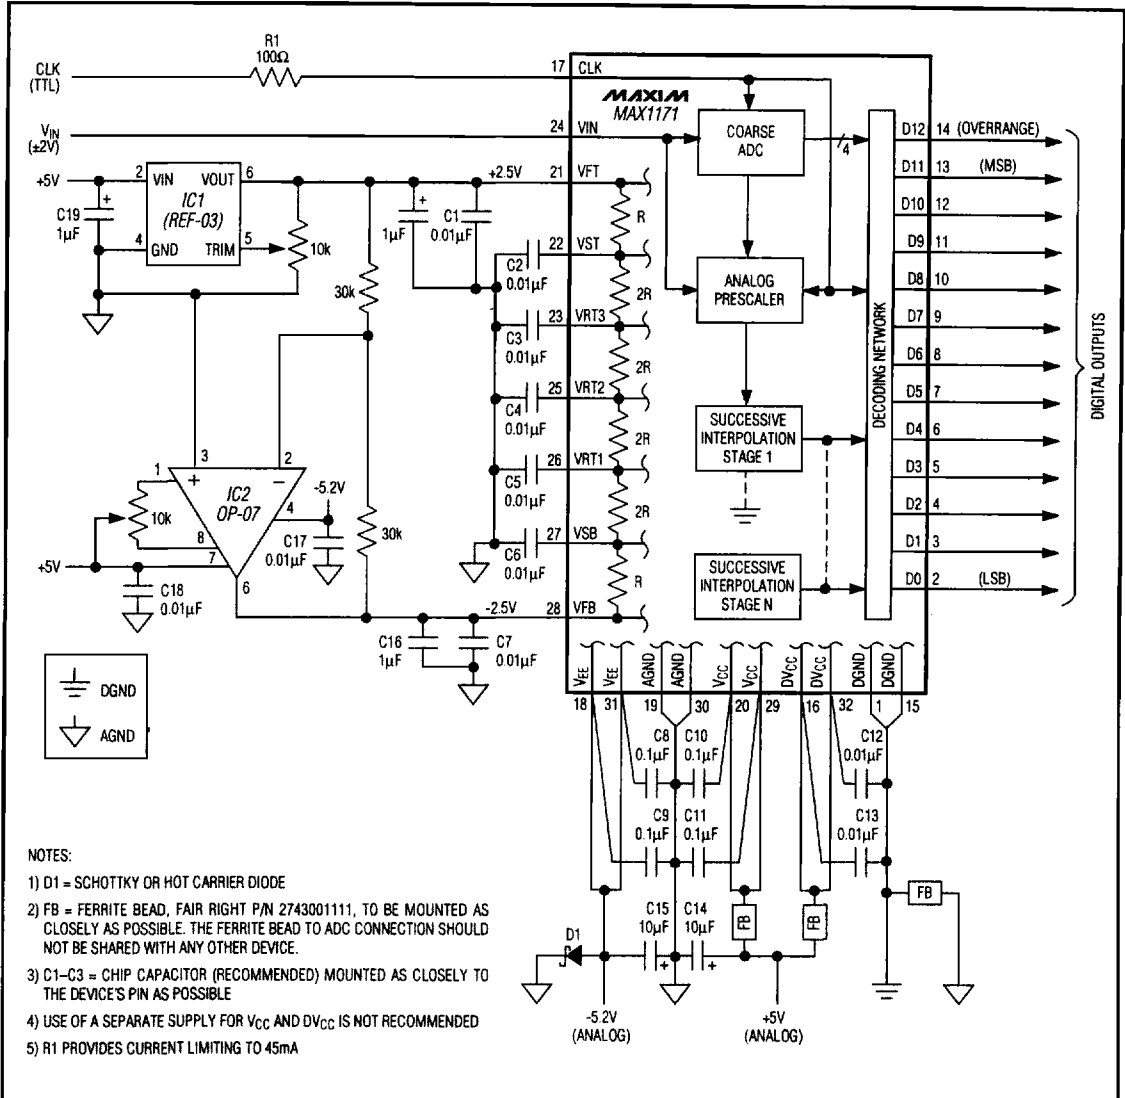 R1
100Ω
CLK
(TTL)
17 CLK
MAXIM
MAX1171
VIN
(±2V)
24 VIN
COARSE
ADC
4
D12 14 (OVERRANGE)
D11 13 (MSB)
D10 12
D9 11
D8 10
D7 9
D6 8
D5 7
D4 6
D3 5
D2 4
D1 3
D0 2 (LSB)
DECODING NETWORK
DIGITAL OUTPUTS
+5V
2 VIN VOUT 6
IC1
(REF-03)
4 GND TRIM 5
C19
1µF
+
10k
+2.5V
21 VFT
+
1µF
C1
0.01µF
R
22 VST
C2
0.01µF
2R
ANALOG
PRESCALER
30k
23 VRT3
C3
0.01µF
2R
25 VRT2
C4
0.01µF
2R
SUCCESSIVE
INTERPOLATION
STAGE 1
26 VRT1
C5
0.01µF
2R
27 VSB
C6
0.01µF
R
SUCCESSIVE
INTERPOLATION
STAGE N
3
2
1
+
−
IC2
OP-07
-5.2V
4
10k
8
7
C17
0.01µF
30k
+5V
C18
0.01µF
6
-2.5V
28 VFB
C16
1µF
C7
0.01µF
DGND
AGND
VEE
VEE
AGND
AGND
VCC
VCC
DVCC
DVCC
DGND
DGND
18 31 19 30 20 29 16 32 1 15
C8
0.1µF
C10
0.1µF
C12
0.01µF
C9
0.1µF
C11
0.1µF
C13
0.01µF
FB
D1
C15
10µF
+
C14
10µF
+
FB
FB
-5.2V
(ANALOG)
+5V
(ANALOG)
NOTES:
1) D1 = SCHOTTKY OR HOT CARRIER DIODE
2) FB = FERRITE BEAD, FAIR RIGHT P/N 2743001111, TO BE MOUNTED AS
CLOSELY AS POSSIBLE. THE FERRITE BEAD TO ADC CONNECTION SHOULD
NOT BE SHARED WITH ANY OTHER DEVICE.
3) C1–C3 = CHIP CAPACITOR (RECOMMENDED) MOUNTED AS CLOSELY TO
THE DEVICE'S PIN AS POSSIBLE
4) USE OF A SEPARATE SUPPLY FOR VCC AND DVCC IS NOT RECOMMENDED
5) R1 PROVIDES CURRENT LIMITING TO 45mA